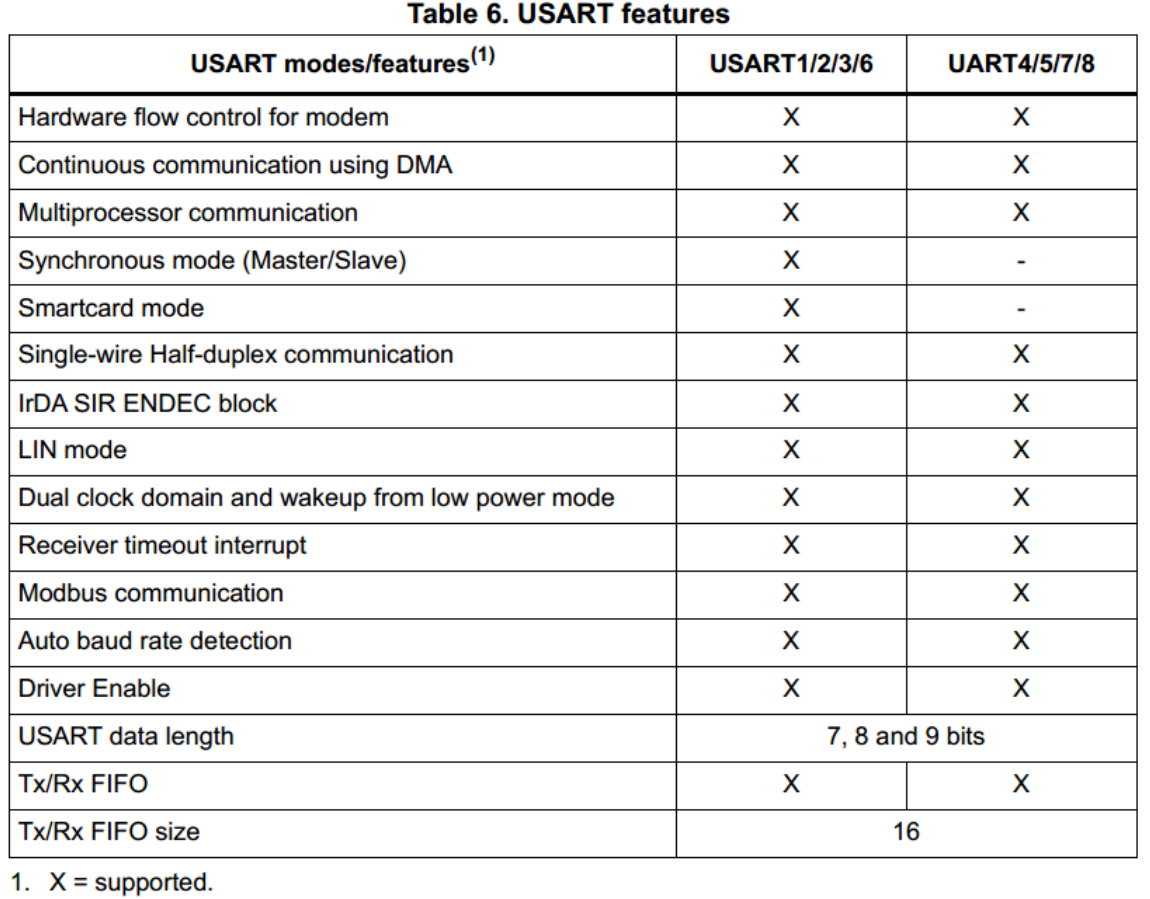 Table 6. USART features
USART modes/features(1) USART1/2/3/6 UART4/5/7/8
Hardware flow control for modem X X
Continuous communication using DMA X X
Multiprocessor communication X X
Synchronous mode (Master/Slave) X -
Smartcard mode X -
Single-wire Half-duplex communication X X
IrDA SIR ENDEC block X X
LIN mode X X
Dual clock domain and wakeup from low power mode X X
Receiver timeout interrupt X X
Modbus communication X X
Auto baud rate detection X X
Driver Enable X X
USART data length 7, 8 and 9 bits
Tx/Rx FIFO X X
Tx/Rx FIFO size 16
1. X = supported.